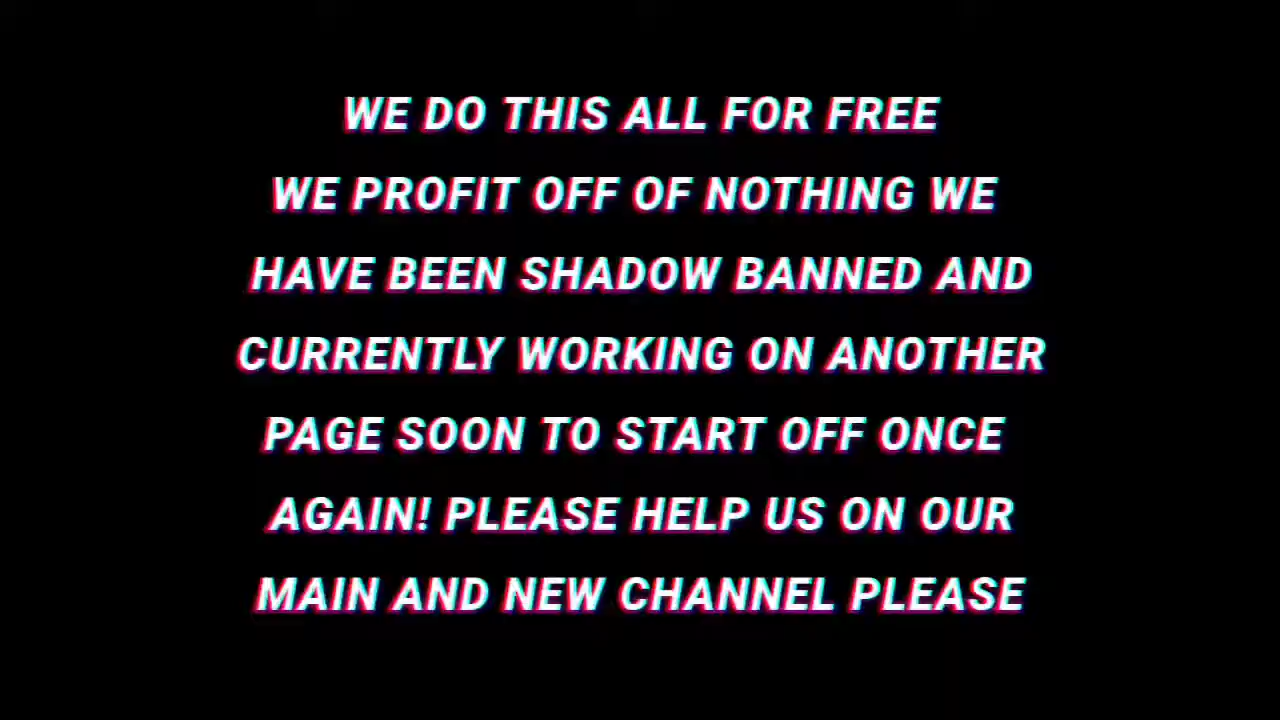 WE DO THIS ALL FOR FREE
WE PROFIT OFF OF NOTHING WE
HAVE BEEN SHADOW BANNED AND
CURRENTLY WORKING ON ANOTHER
PAGE SOON TO START OFF ONCE
AGAIN! PLEASE HELP US ON OUR
MAIN AND NEW CHANNEL PLEASE